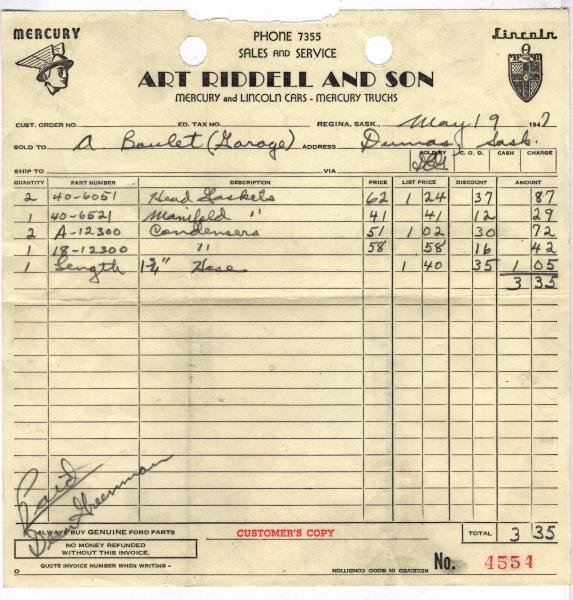 MERCURY PHONE 7355 Lincoln
SALES AND SERVICE
ART RIDDELL AND SON
MERCURY and LINCOLN CARS - MERCURY TRUCKS
CUST. ORDER NO. ED. TAX NO. REGINA, SASK. May 19 1947
SOLD TO A. Boulet (Garage) ADDRESS Dumas, Sask.
SOLD BY C.O.D. CASH CHARGE
SHIP TO VIA
QUANTITY PART NUMBER DESCRIPTION PRICE LIST PRICE DISCOUNT AMOUNT
2 40-6051 Head Gaskets 62 1 24 37 87
1 40-6521 Manifold " 41 41 12 29
2 A-12300 Condensers 51 1 02 30 72
1 18-12300 " 58 58 16 42
1 Length 1 3/4" Hose 1 40 35 1 05
3 35
Paid
ALWAYS BUY GENUINE FORD PARTS CUSTOMER'S COPY TOTAL 3 35
NO MONEY REFUNDED
WITHOUT THIS INVOICE.
No. 4554
QUOTE INVOICE NUMBER WHEN WRITING - RECEIVED IN GOOD CONDITION